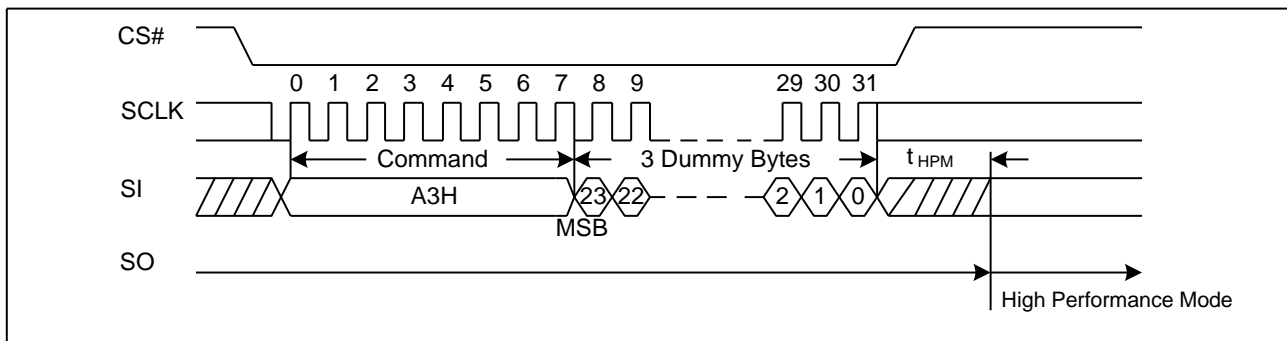 CS#
0 1 2 3 4 5 6 7 8 9 29 30 31
SCLK
Command 3 Dummy Bytes tHPM
SI A3H 23 22 2 1 0
MSB
SO
High Performance Mode